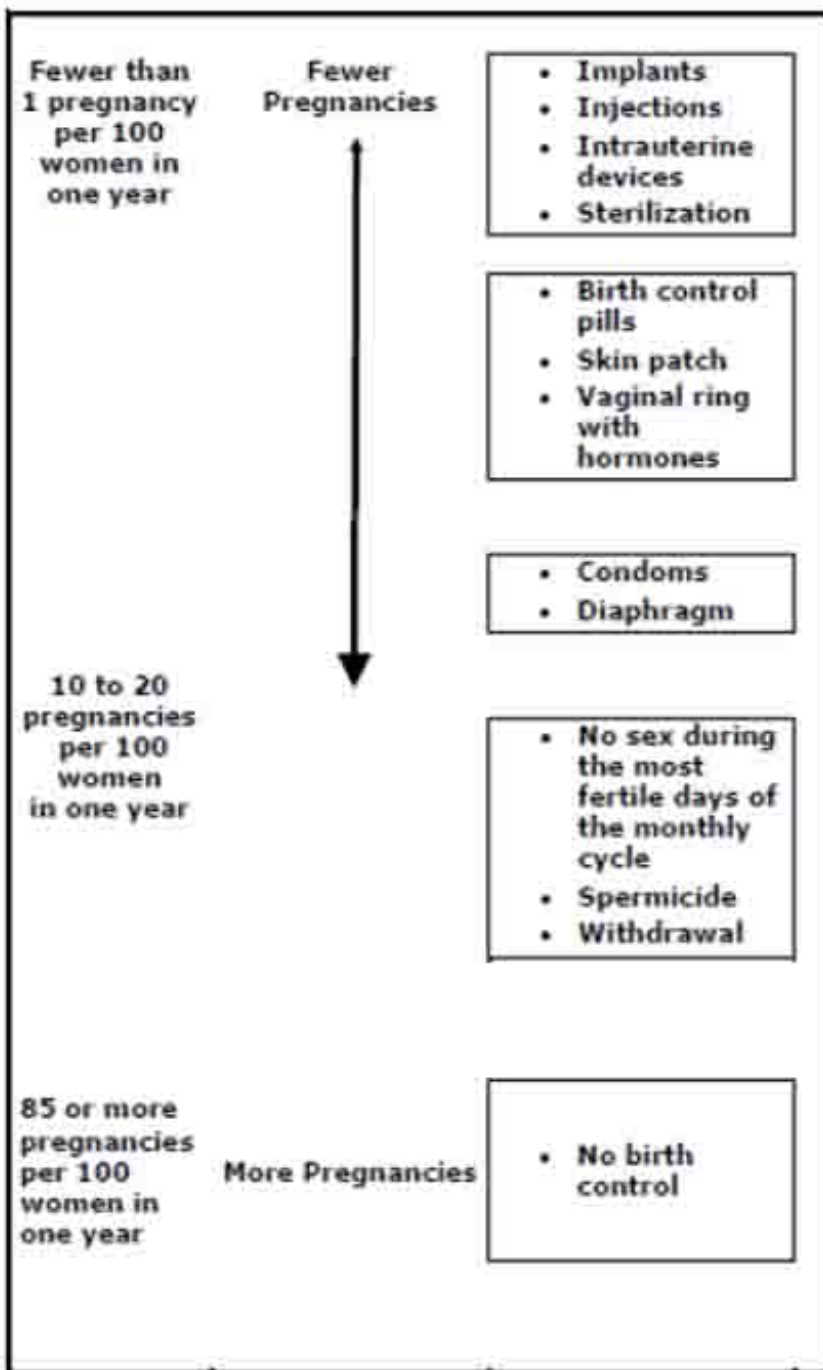 Fewer than
1 pregnancy
per 100
women in
one year
Fewer
Pregnancies
• Implants
• Injections
• Intrauterine
devices
• Sterilization
• Birth control
pills
• Skin patch
• Vaginal ring
with
hormones
• Condoms
• Diaphragm
10 to 20
pregnancies
per 100
women
in one year
• No sex during
the most
fertile days of
the monthly
cycle
• Spermicide
• Withdrawal
85 or more
pregnancies
per 100
women in
one year
More Pregnancies
• No birth
control